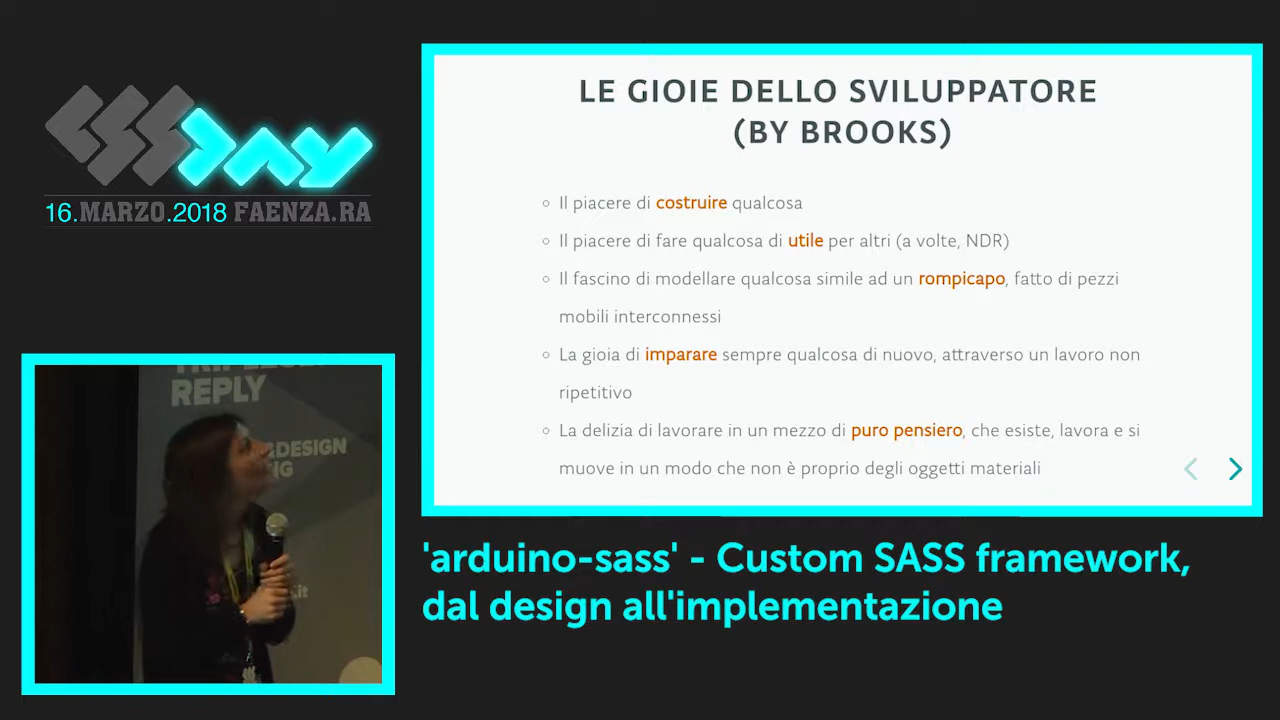 CSSDAY
16.MARZO.2018 FAENZA.RA
LE GIOIE DELLO SVILUPPATORE
(BY BROOKS)
Il piacere di costruire qualcosa
Il piacere di fare qualcosa di utile per altri (a volte, NDR)
Il fascino di modellare qualcosa simile ad un rompicapo, fatto di pezzi
mobili interconnessi
La gioia di imparare sempre qualcosa di nuovo, attraverso un lavoro non
ripetitivo
La delizia di lavorare in un mezzo di puro pensiero, che esiste, lavora e si
muove in un modo che non è proprio degli oggetti materiali
REPLY
'arduino-sass' - Custom SASS framework,
dal design all'implementazione